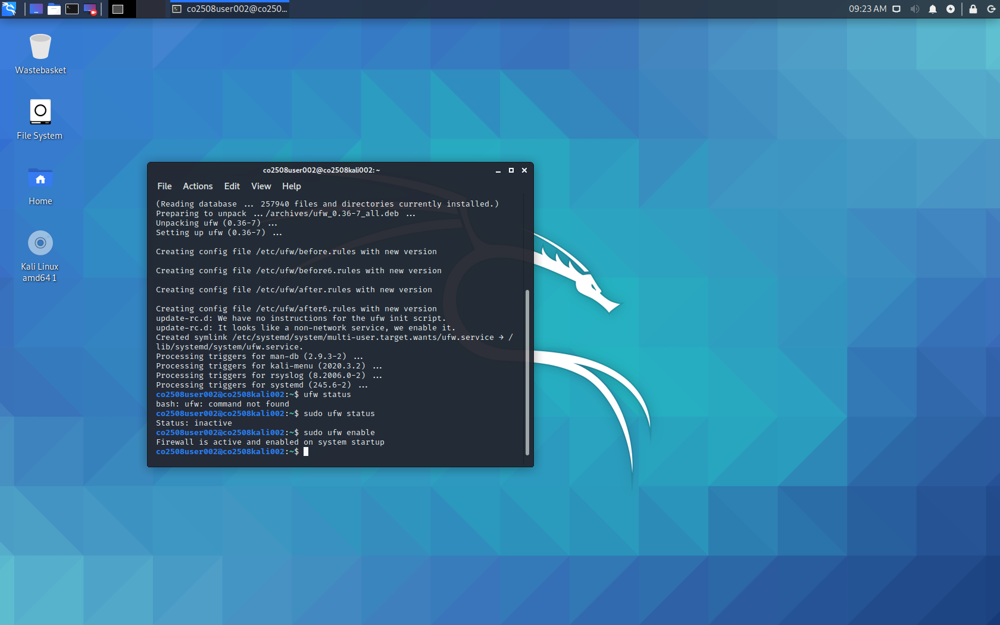 co2508user002@co250...
09:23 AM
Wastebasket
File System
Home
Kali Linux
amd64 1
co2508user002@co2508kali002: ~
File Actions Edit View Help
(Reading database ... 257940 files and directories currently installed.)
Preparing to unpack .../archives/ufw_0.36-7_all.deb ...
Unpacking ufw (0.36-7) ...
Setting up ufw (0.36-7) ...
Creating config file /etc/ufw/before.rules with new version
Creating config file /etc/ufw/before6.rules with new version
Creating config file /etc/ufw/after.rules with new version
Creating config file /etc/ufw/after6.rules with new version
update-rc.d: We have no instructions for the ufw init script.
update-rc.d: It looks like a non-network service, we enable it.
Created symlink /etc/systemd/system/multi-user.target.wants/ufw.service → /
lib/systemd/system/ufw.service.
Processing triggers for man-db (2.9.3-2) ...
Processing triggers for kali-menu (2020.3.2) ...
Processing triggers for rsyslog (8.2006.0-2) ...
Processing triggers for systemd (245.6-2) ...
co2508user002@co2508kali002:~$ ufw status
bash: ufw: command not found
co2508user002@co2508kali002:~$ sudo ufw status
Status: inactive
co2508user002@co2508kali002:~$ sudo ufw enable
Firewall is active and enabled on system startup
co2508user002@co2508kali002:~$